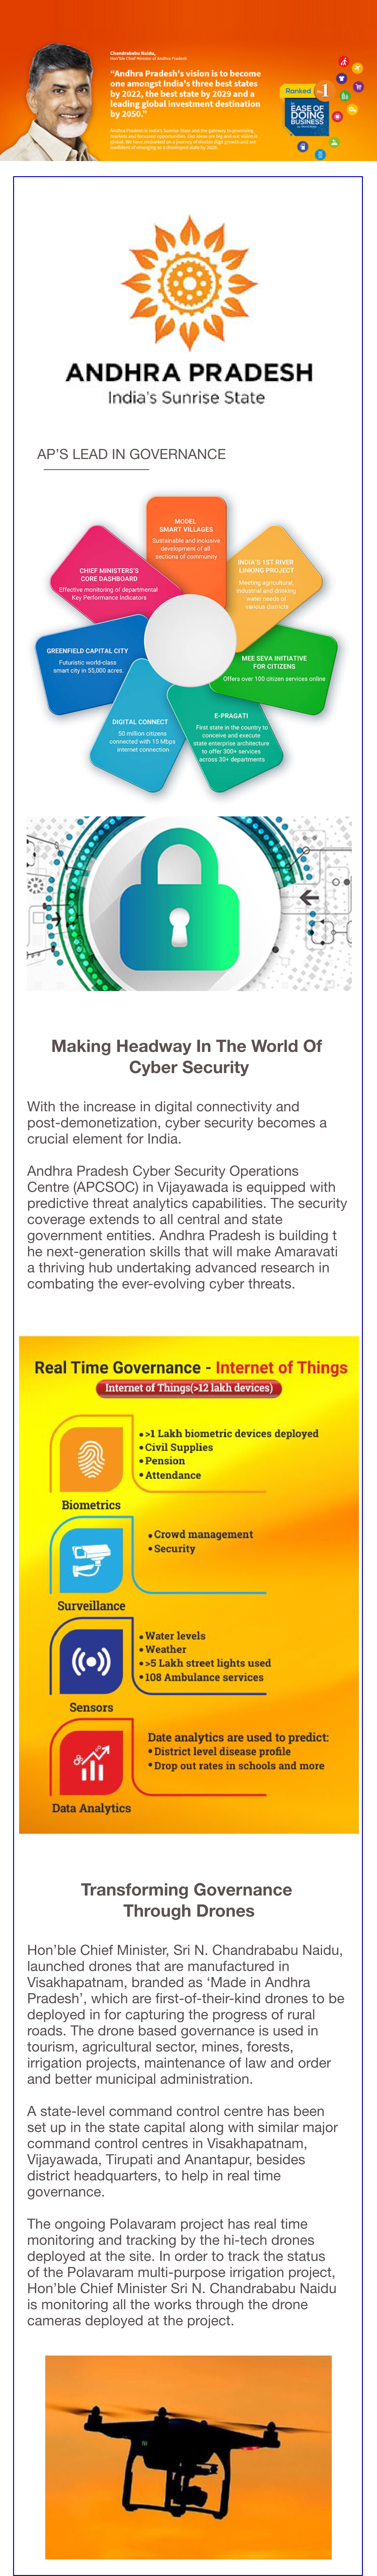 Chandrababu Naidu,
Hon'ble Chief Minister of Andhra Pradesh
"Andhra Pradesh's vision is to become
one amongst India's three best states
by 2022, the best state by 2029 and a
leading global investment destination
by 2050."
Andhra Pradesh is India's Sunrise State and the gateway to promising
markets and favoured opportunities. Our ideas are big and our vision is
global. We have embarked on a journey of double digit growth and are
confident of emerging as a developed state by 2029.
Ranked No.1
EASE OF
DOING
BUSINESS
ANDHRA PRADESH
India's Sunrise State
AP'S LEAD IN GOVERNANCE
MODEL
SMART VILLAGES
Sustainable and inclusive
development of all
sections of community
INDIA'S 1ST RIVER
LINKING PROJECT
Meeting agricultural,
industrial and drinking
water needs of
various districts
MEE SEVA INITIATIVE
FOR CITIZENS
Offers over 100 citizen services online
E-PRAGATI
First state in the country to
conceive and execute
state enterprise architecture
to offer 300+ services
across 30+ departments
DIGITAL CONNECT
50 million citizens
connected with 15 Mbps
internet connection
GREENFIELD CAPITAL CITY
Futuristic world-class
smart city in 55,000 acres.
CHIEF MINISTERS'S
CORE DASHBOARD
Effective monitoring of departmental
Key Performance Indicators
Making Headway In The World Of
Cyber Security
With the increase in digital connectivity and
post-demonetization, cyber security becomes a
crucial element for India.
Andhra Pradesh Cyber Security Operations
Centre (APCSOC) in Vijayawada is equipped with
predictive threat analytics capabilities. The security
coverage extends to all central and state
government entities. Andhra Pradesh is building t
he next-generation skills that will make Amaravati
a thriving hub undertaking advanced research in
combating the ever-evolving cyber threats.
Real Time Governance - Internet of Things
Internet of Things(>12 lakh devices)
• >1 Lakh biometric devices deployed
• Civil Supplies
• Pension
• Attendance
Biometrics
• Crowd management
• Security
Surveillance
• Water levels
• Weather
• >5 Lakh street lights used
• 108 Ambulance services
Sensors
Date analytics are used to predict:
• District level disease profile
• Drop out rates in schools and more
Data Analytics
Transforming Governance
Through Drones
Hon'ble Chief Minister, Sri N. Chandrababu Naidu,
launched drones that are manufactured in
Visakhapatnam, branded as 'Made in Andhra
Pradesh', which are first-of-their-kind drones to be
deployed in for capturing the progress of rural
roads. The drone based governance is used in
tourism, agricultural sector, mines, forests,
irrigation projects, maintenance of law and order
and better municipal administration.
A state-level command control centre has been
set up in the state capital along with similar major
command control centres in Visakhapatnam,
Vijayawada, Tirupati and Anantapur, besides
district headquarters, to help in real time
governance.
The ongoing Polavaram project has real time
monitoring and tracking by the hi-tech drones
deployed at the site. In order to track the status
of the Polavaram multi-purpose irrigation project,
Hon'ble Chief Minister Sri N. Chandrababu Naidu
is monitoring all the works through the drone
cameras deployed at the project.